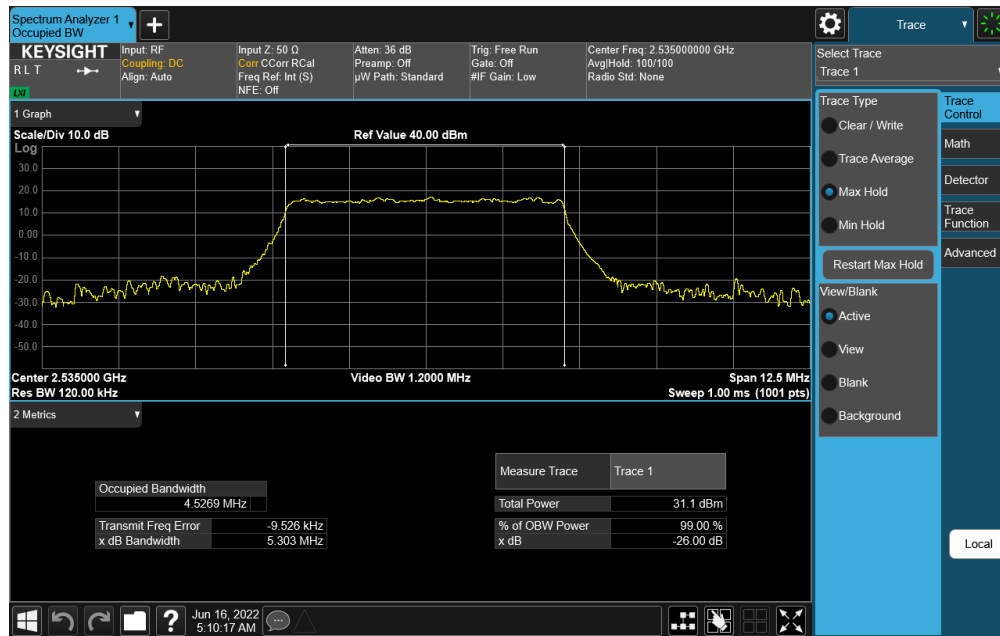 Spectrum Analyzer 1
Occupied BW
Trace
KEYSIGHT
R L T
LXI
Input: RF
Coupling: DC
Align: Auto
Input Z: 50 Ω
Corr CCorr RCal
Freq Ref: Int (S)
NFE: Off
Atten: 36 dB
Preamp: Off
µW Path: Standard
Trig: Free Run
Gate: Off
#IF Gain: Low
Center Freq: 2.535000000 GHz
Avg|Hold: 100/100
Radio Std: None
Select Trace
Trace 1
1 Graph
Scale/Div 10.0 dB
Ref Value 40.00 dBm
Log
30.0
20.0
10.0
0.00
-10.0
-20.0
-30.0
-40.0
-50.0
Center 2.535000 GHz
Video BW 1.2000 MHz
Span 12.5 MHz
Res BW 120.00 kHz
Sweep 1.00 ms (1001 pts)
2 Metrics
Occupied Bandwidth
4.5269 MHz
Transmit Freq Error -9.526 kHz
x dB Bandwidth 5.303 MHz
Measure Trace Trace 1
Total Power 31.1 dBm
% of OBW Power 99.00 %
x dB -26.00 dB
Trace Type
Clear / Write
Trace Average
Max Hold
Min Hold
Restart Max Hold
View/Blank
Active
View
Blank
Background
Trace
Control
Math
Detector
Trace
Function
Advanced
Local
?
Jun 16, 2022
5:10:17 AM